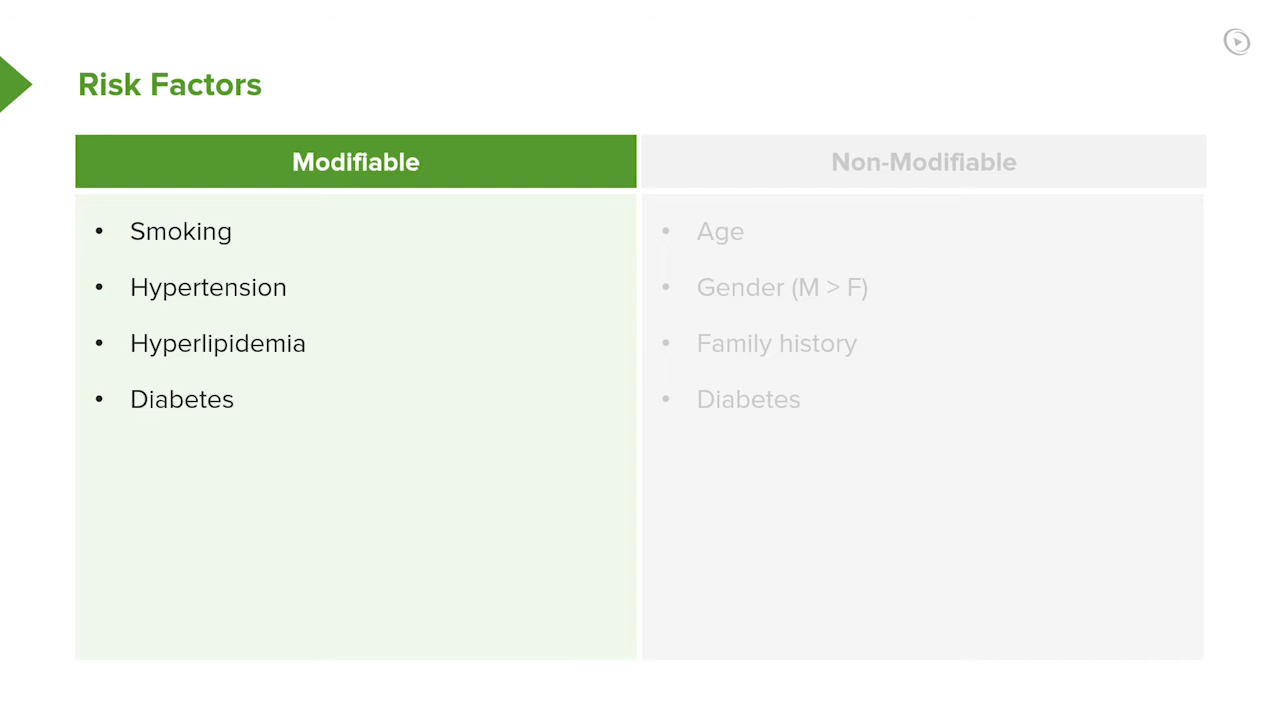 Risk Factors
Modifiable
Non-Modifiable
• Smoking
• Hypertension
• Hyperlipidemia
• Diabetes
• Age
• Gender (M > F)
• Family history
• Diabetes